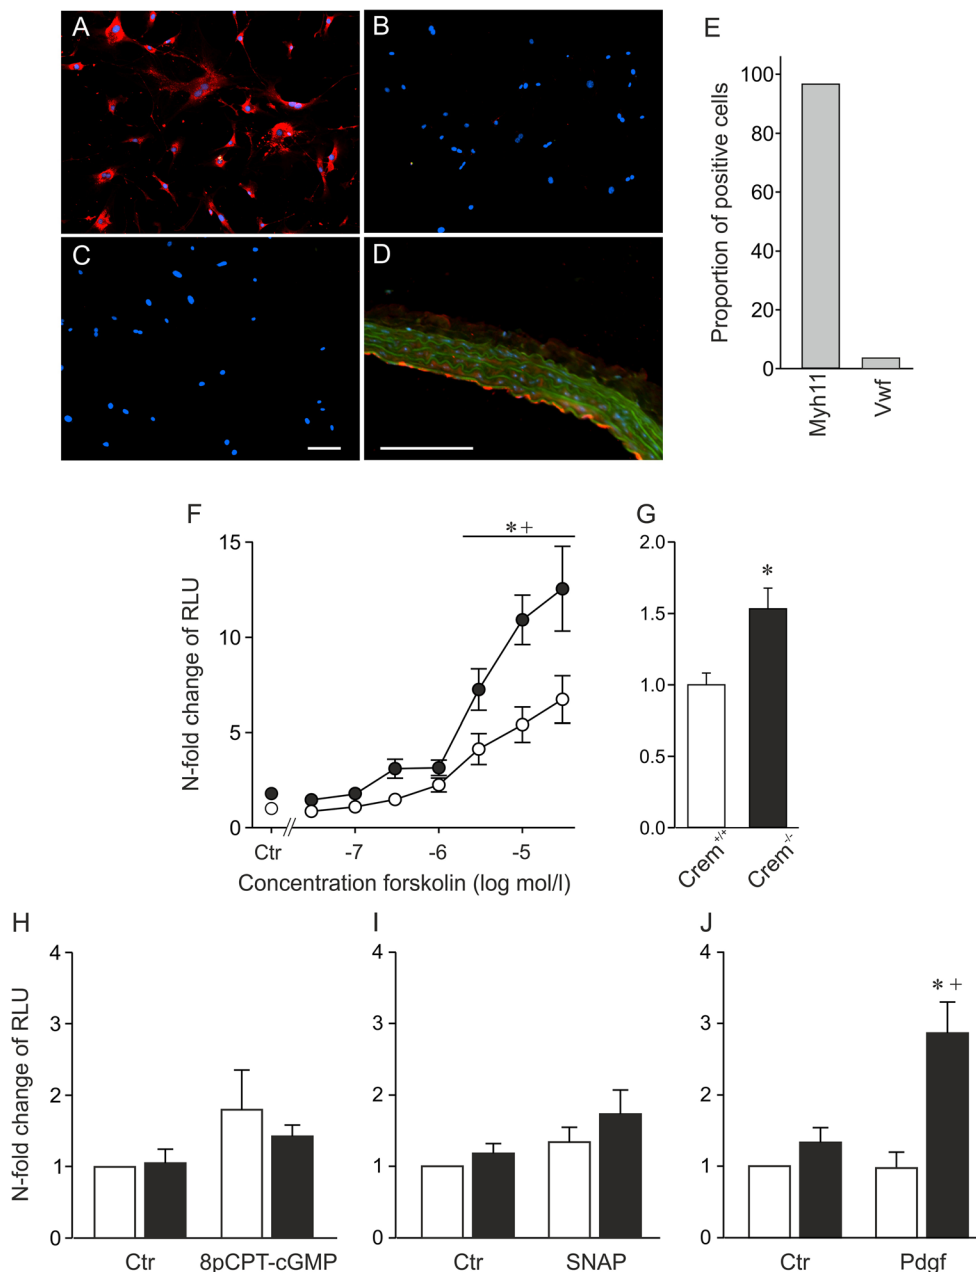 A
B
C
D
E
Proportion of positive cells
100
80
60
40
20
0
Myh11
Vwf
F
* +
N-fold change of RLU
15
10
5
0
Ctr
-7
-6
-5
Concentration forskolin (log mol/l)
G
2.0
1.5
1.0
0.5
0.0
*
Crem+/+
Crem-/-
H
N-fold change of RLU
4
3
2
1
0
Ctr
8pCPT-cGMP
I
4
3
2
1
0
Ctr
SNAP
J
4
3
2
1
0
* +
Ctr
Pdgf